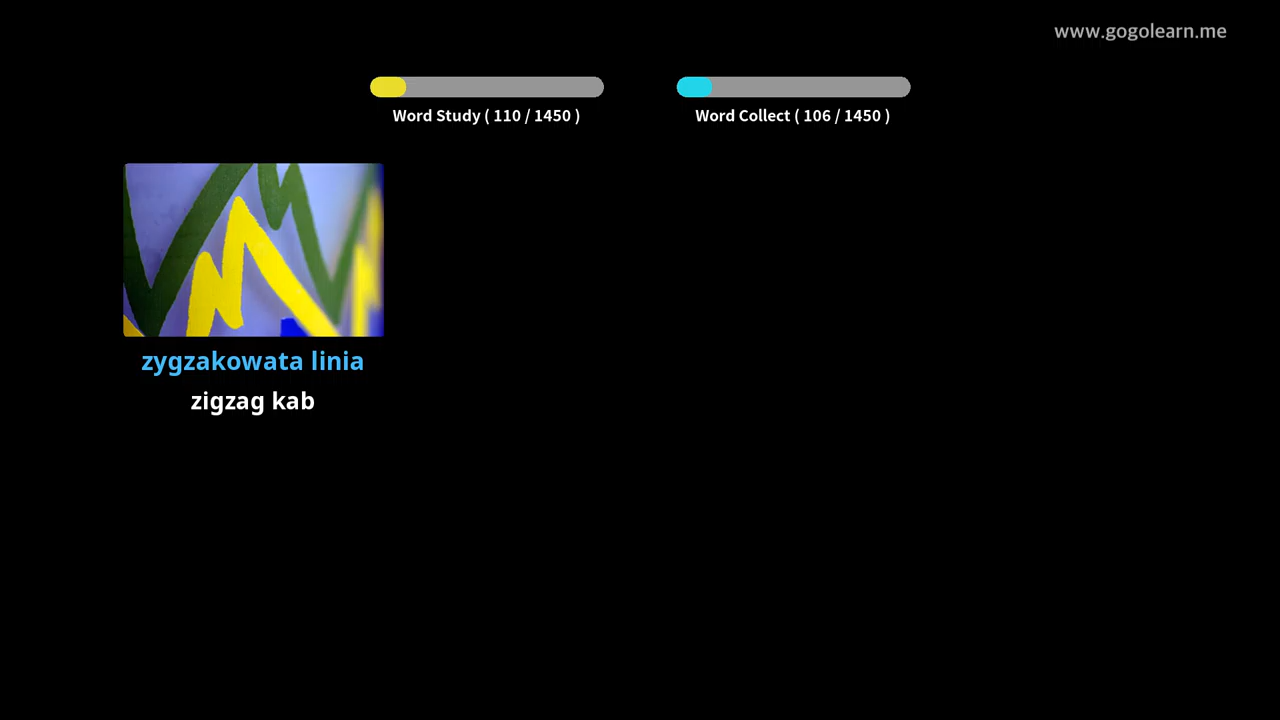 www.gogolearn.me
Word Study ( 110 / 1450 )
Word Collect ( 106 / 1450 )
zygzakowata linia
zigzag kab